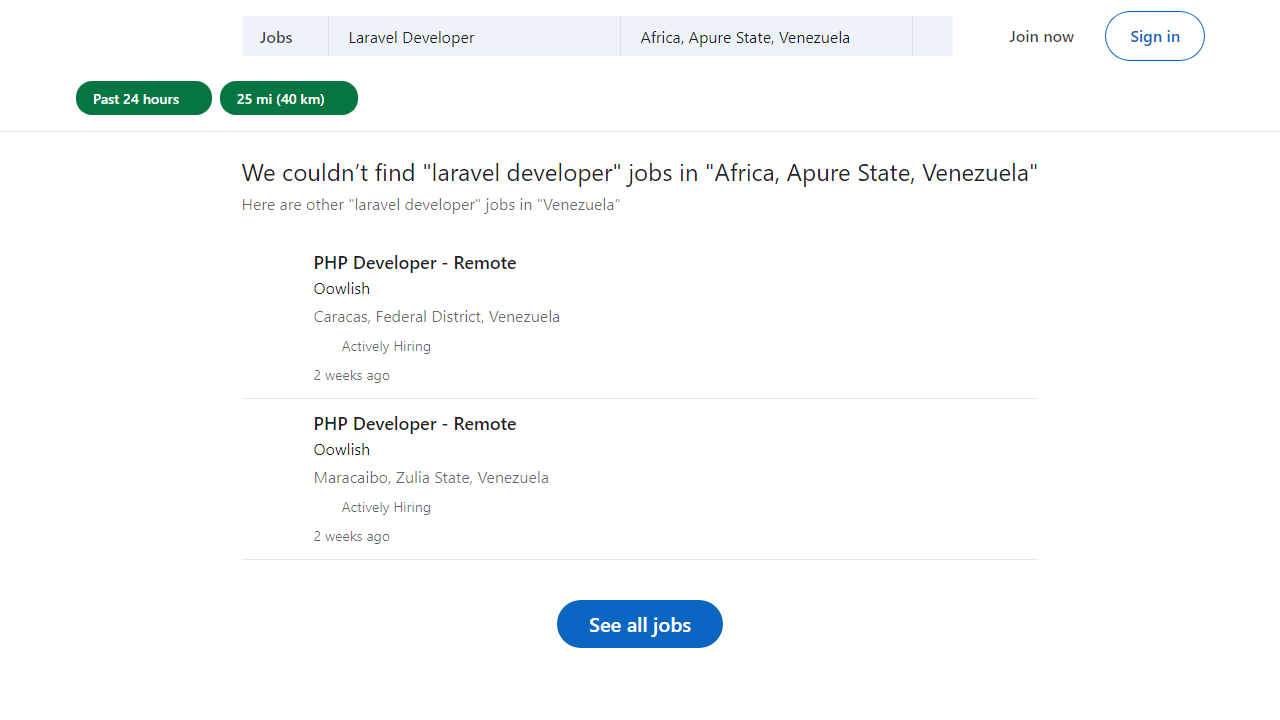 Jobs
Laravel Developer
Africa, Apure State, Venezuela
Join now
Sign in
Past 24 hours
25 mi (40 km)
We couldn’t find "laravel developer" jobs in "Africa, Apure State, Venezuela"
Here are other "laravel developer" jobs in "Venezuela"
PHP Developer - Remote
Oowlish
Caracas, Federal District, Venezuela
Actively Hiring
2 weeks ago
PHP Developer - Remote
Oowlish
Maracaibo, Zulia State, Venezuela
Actively Hiring
2 weeks ago
See all jobs